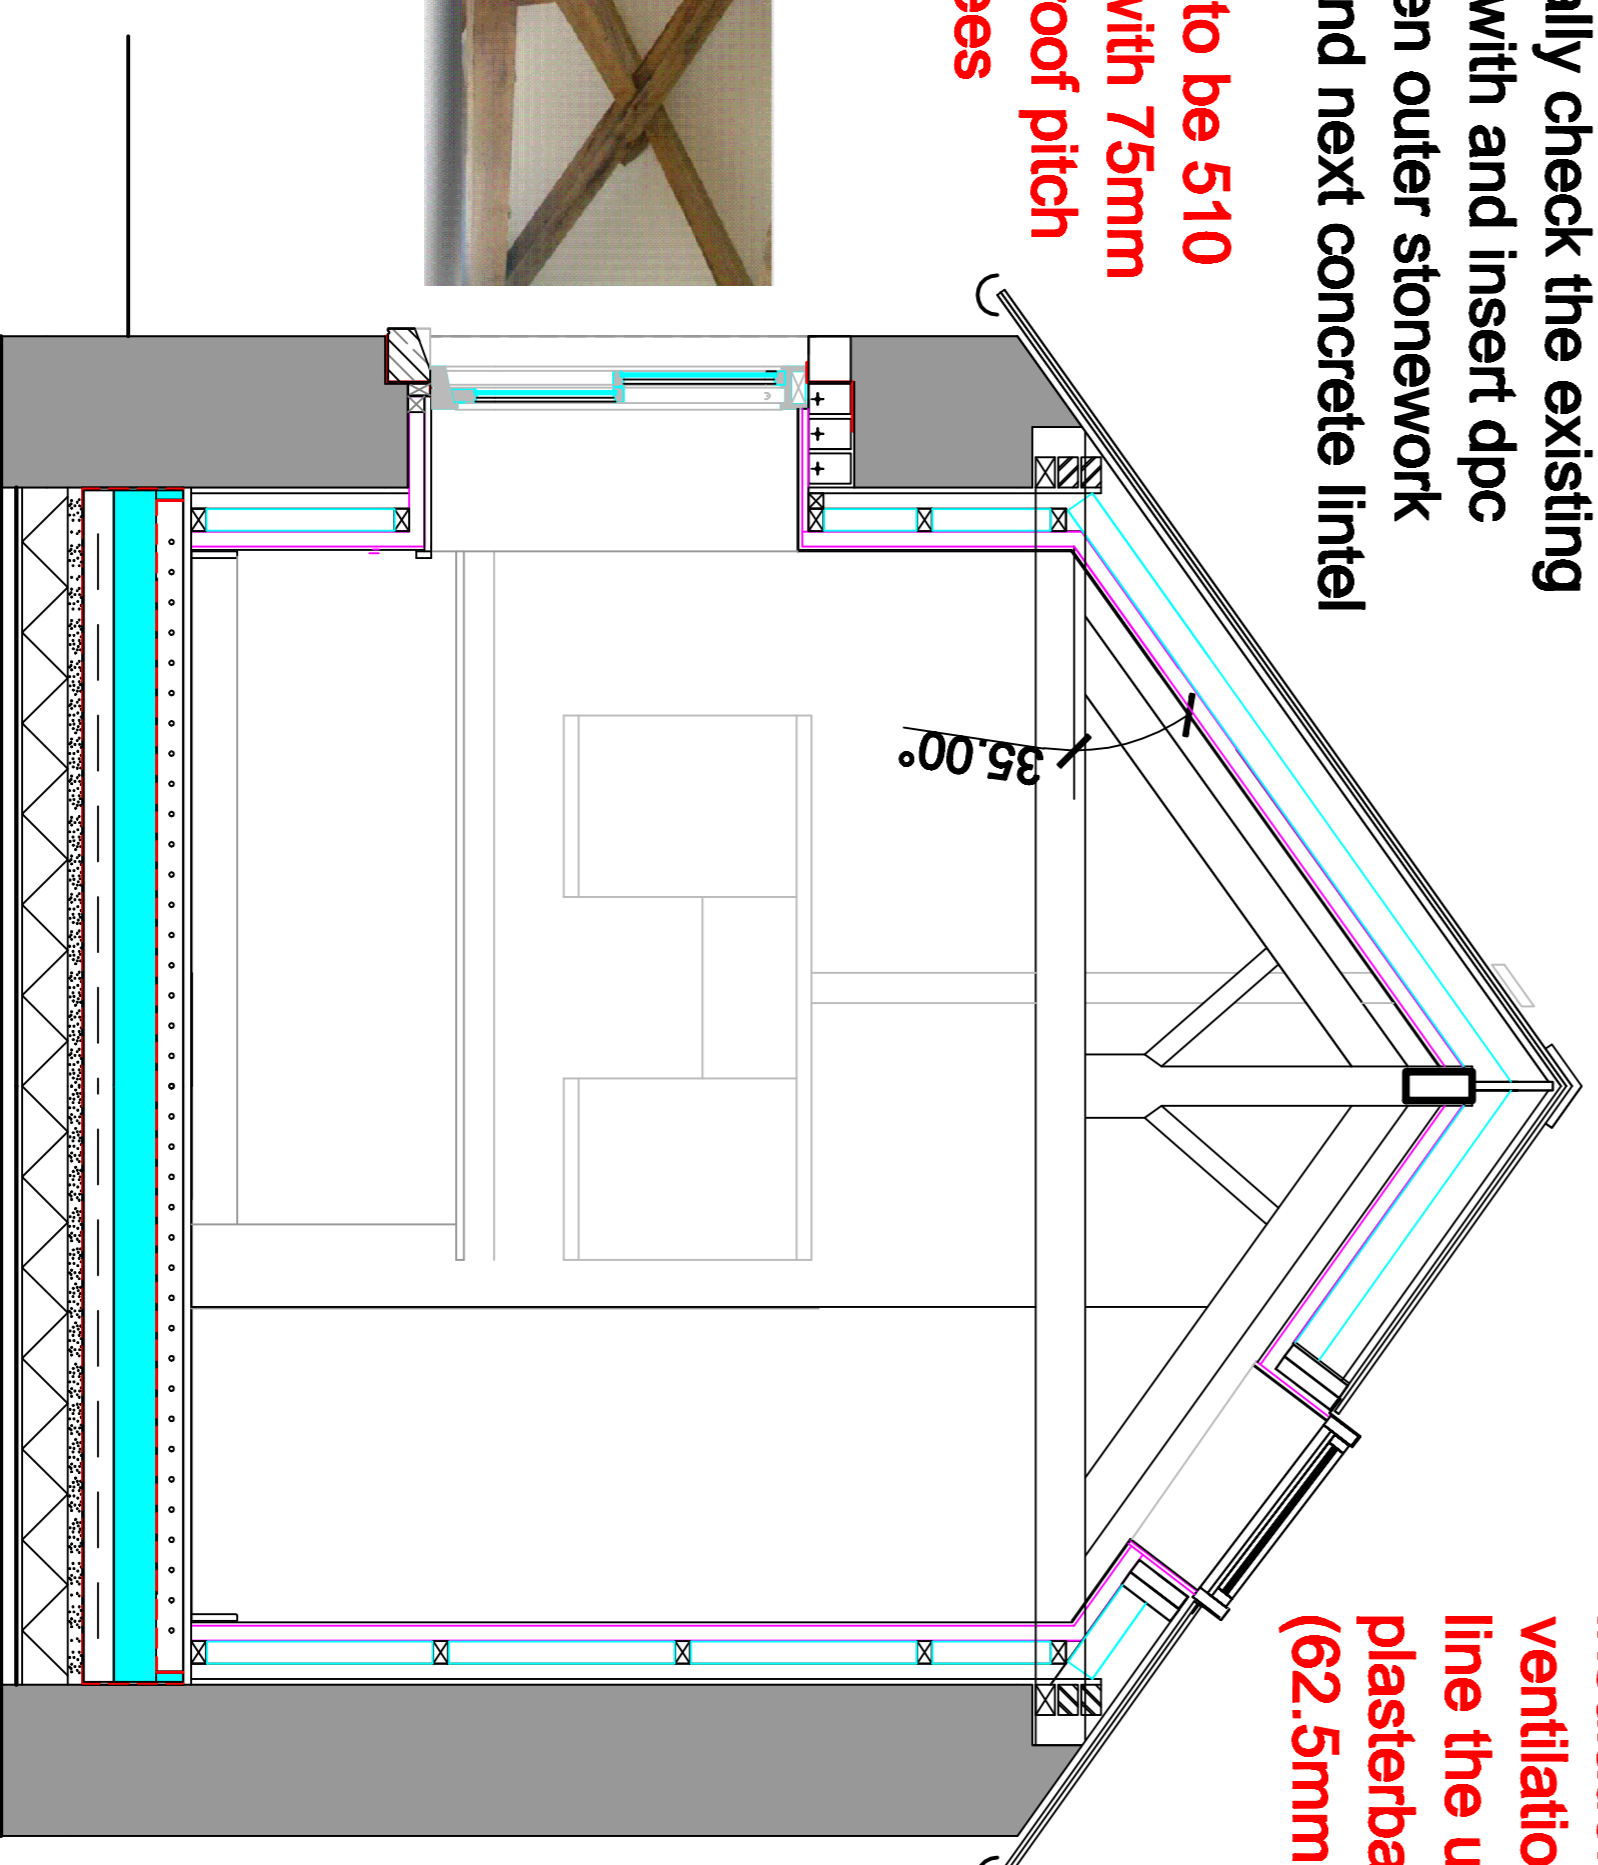 ally check the existing
with and insert dpc
en outer stonework
nd next concrete lintel
to be 510
with 75mm
roof pitch
ees
35.00°
ventilatio
line the u
plasterba
(62.5mm